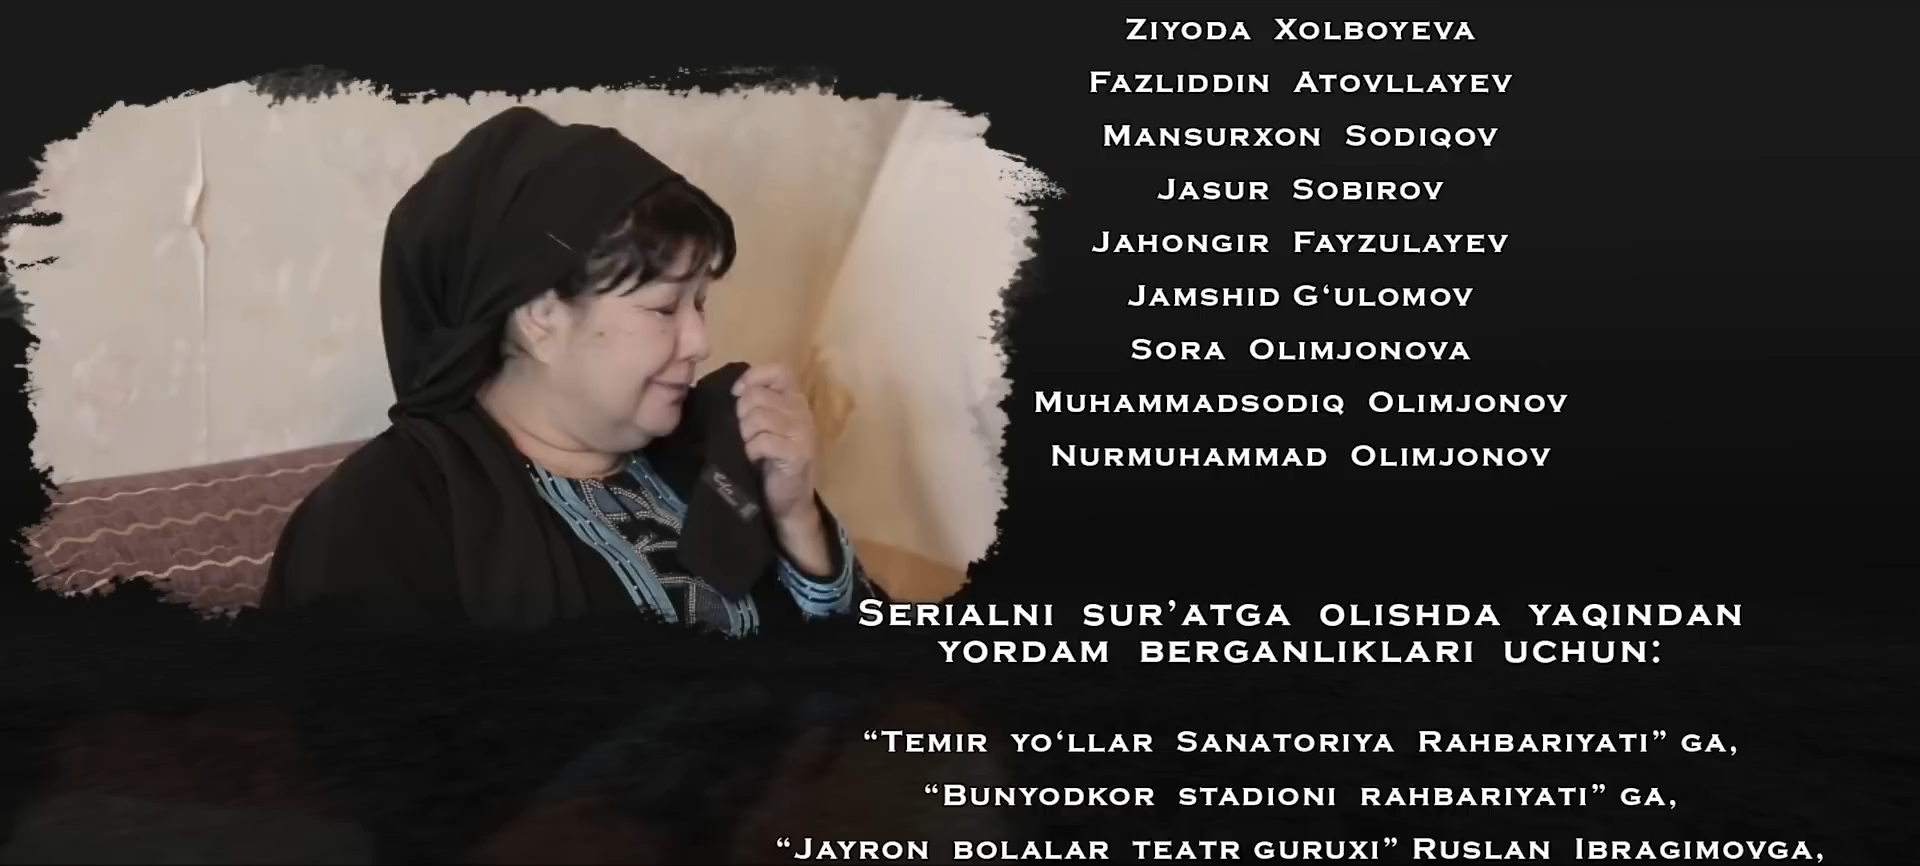 Ziyoda Xolboyeva
Fazliddin Atovllayev
Mansurxon Sodiqov
Jasur Sobirov
Jahongir Fayzulayev
Jamshid G‘ulomov
Sora Olimjonova
Muhammadsodiq Olimjonov
Nurmuhammad Olimjonov
Serialni sur’atga olishda yaqindan
yordam berganliklari uchun:
“Temir yo‘llar Sanatoriya Rahbariyati” ga,
“Bunyodkor stadioni rahbariyati” ga,
“Jayron bolalar teatr guruxi” Ruslan Ibragimovga,